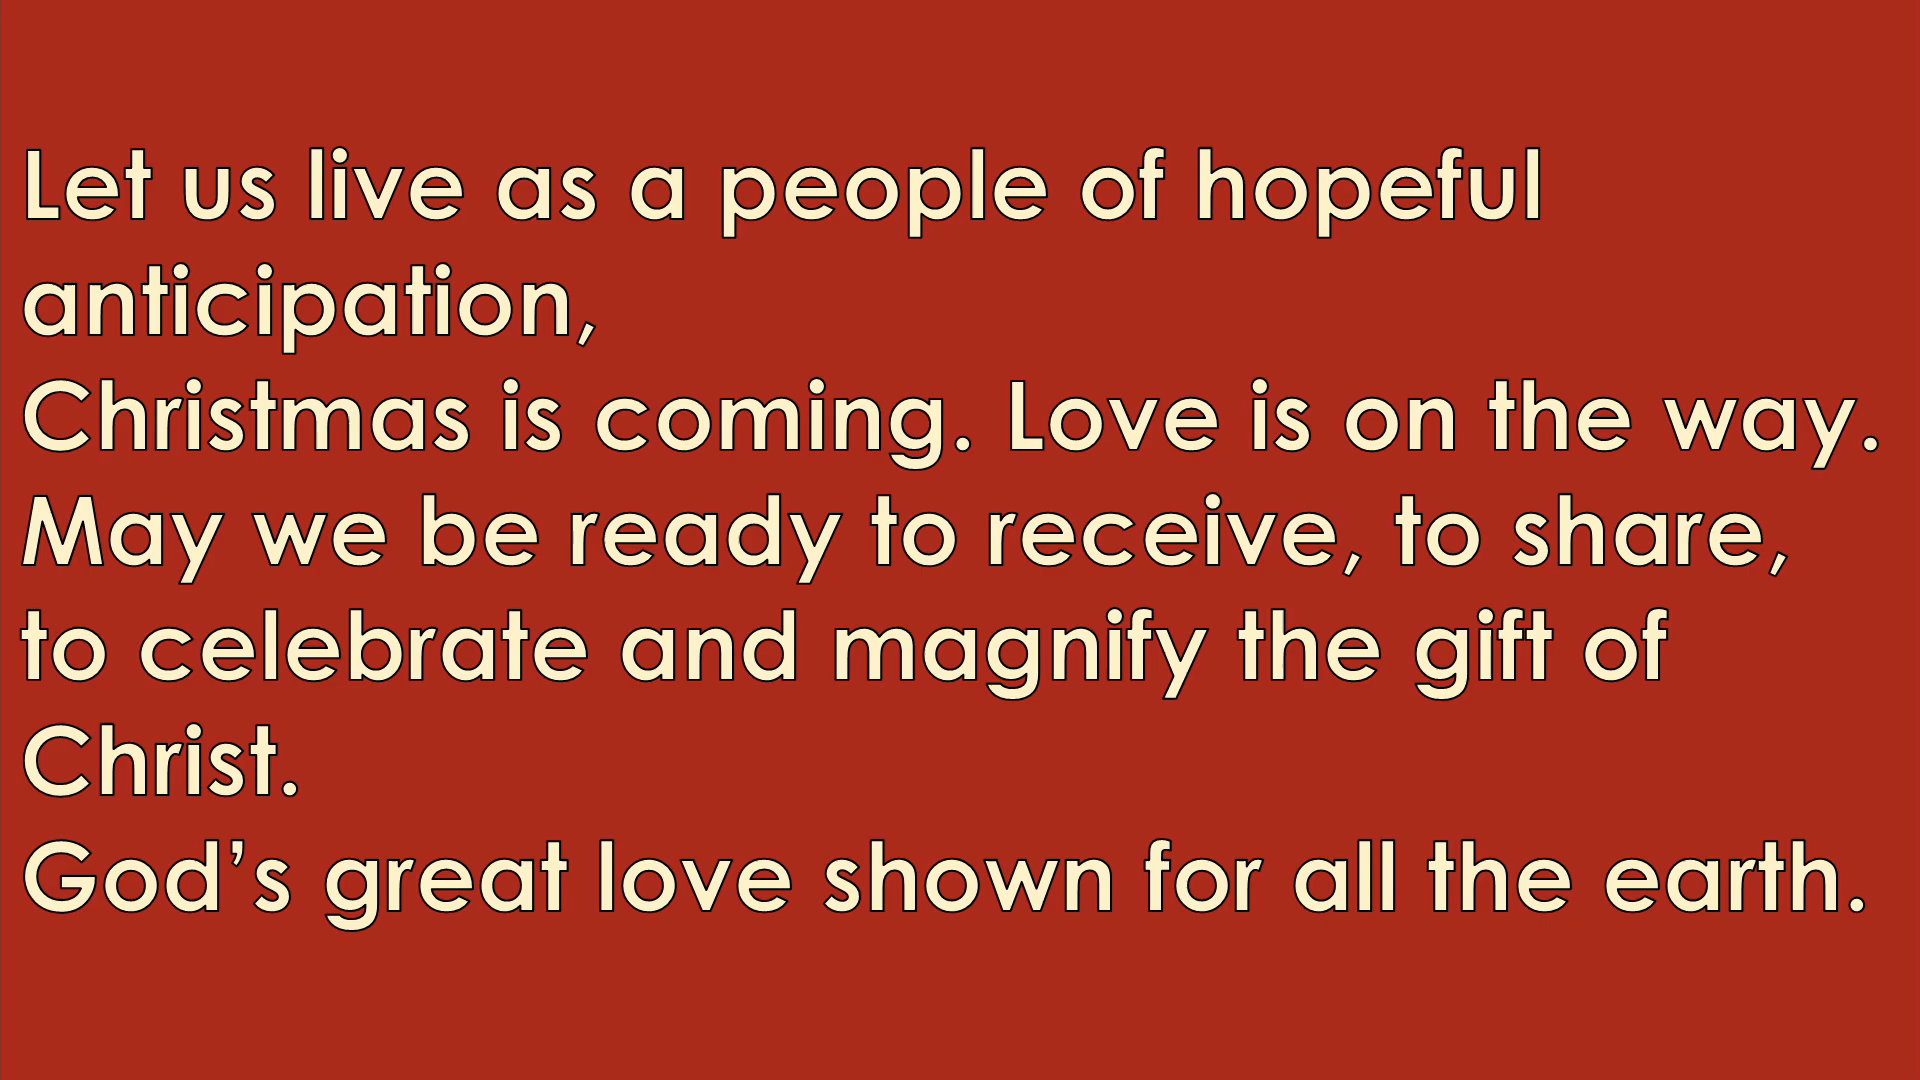 Let us live as a people of hopeful
anticipation,
Christmas is coming. Love is on the way.
May we be ready to receive, to share,
to celebrate and magnify the gift of
Christ.
God’s great love shown for all the earth.